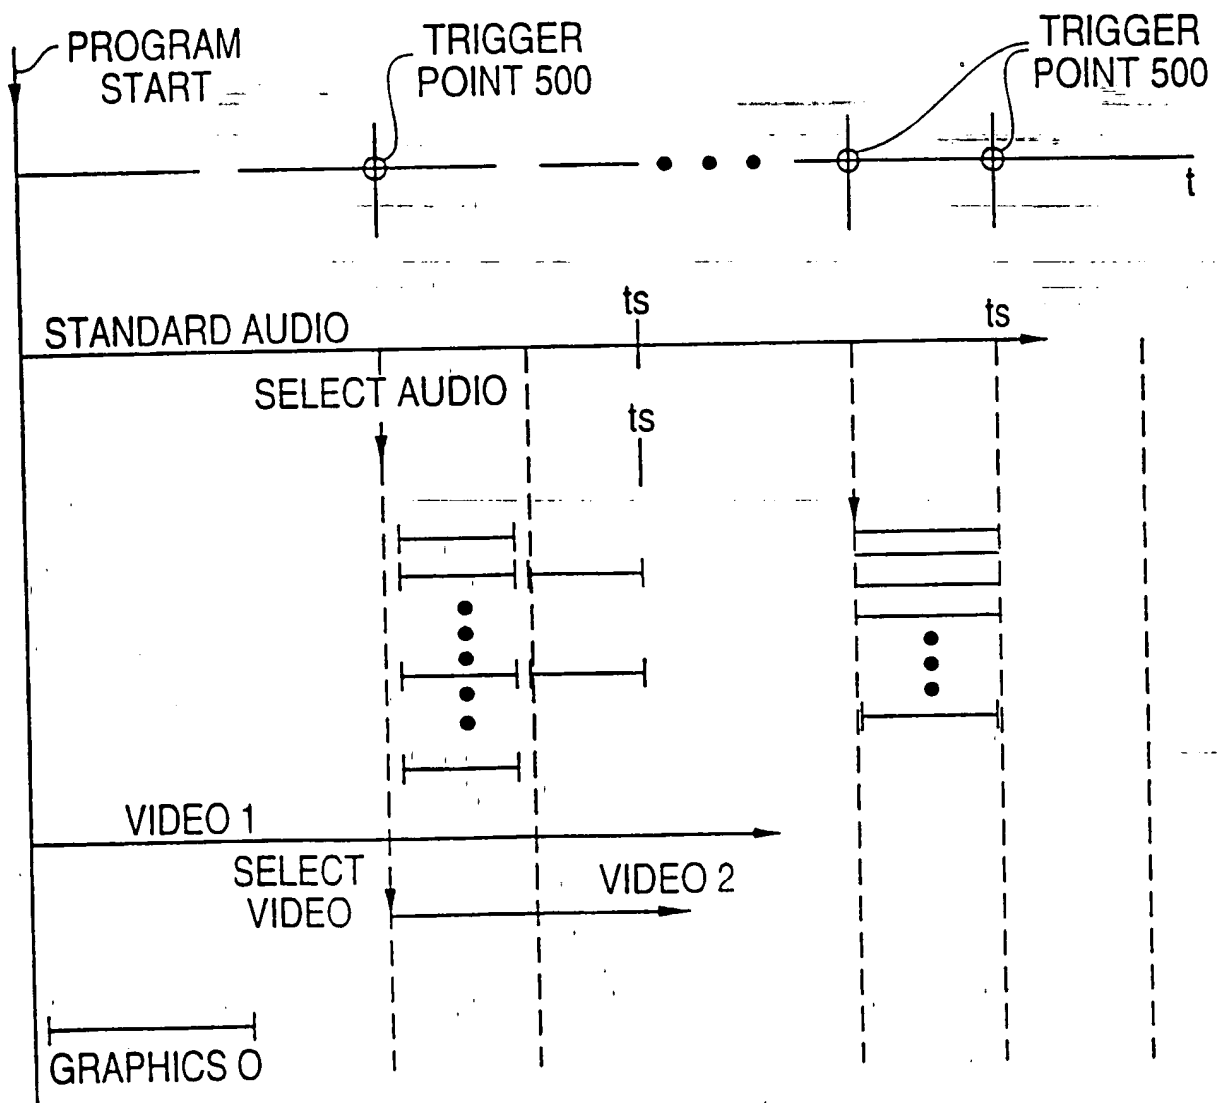 PROGRAM
START
TRIGGER
POINT 500
TRIGGER
POINT 500
t
ts
ts
STANDARD AUDIO
SELECT AUDIO
ts
VIDEO 1
SELECT
VIDEO
VIDEO 2
GRAPHICS O